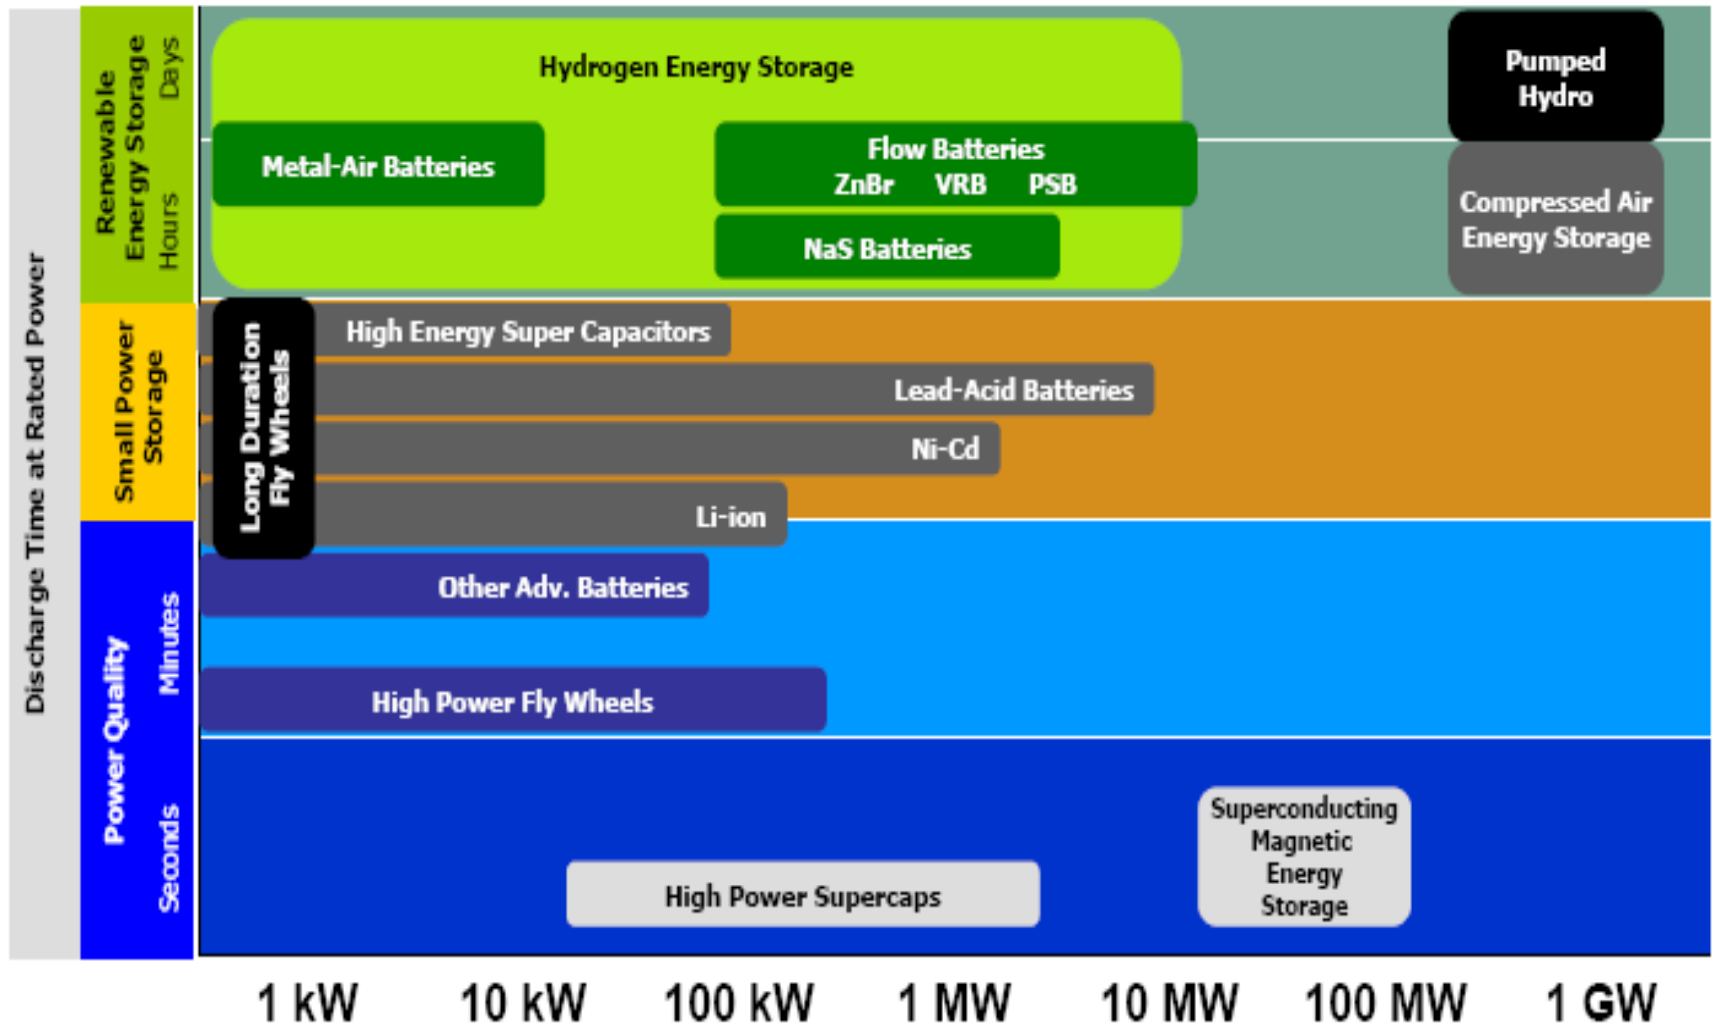 Discharge Time at Rated Power
Renewable
Energy Storage
Days
Hours
Small Power
Storage
Power Quality
Minutes
Seconds
Hydrogen Energy Storage
Pumped
Hydro
Metal-Air Batteries
Flow Batteries
ZnBr VRB PSB
NaS Batteries
Compressed Air
Energy Storage
Long Duration
Fly Wheels
High Energy Super Capacitors
Lead-Acid Batteries
Ni-Cd
Li-ion
Other Adv. Batteries
High Power Fly Wheels
Superconducting
Magnetic
Energy
Storage
High Power Supercaps
1 kW 10 kW 100 kW 1 MW 10 MW 100 MW 1 GW